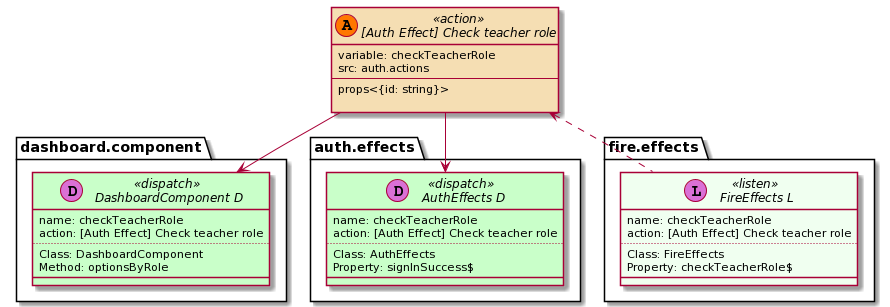 A
«action»
[Auth Effect] Check teacher role
variable: checkTeacherRole
src: auth.actions
props<{id: string}>
dashboard.component
D
«dispatch»
DashboardComponent D
name: checkTeacherRole
action: [Auth Effect] Check teacher role
Class: DashboardComponent
Method: optionsByRole
auth.effects
D
«dispatch»
AuthEffects D
name: checkTeacherRole
action: [Auth Effect] Check teacher role
Class: AuthEffects
Property: signInSuccess$
fire.effects
L
«listen»
FireEffects L
name: checkTeacherRole
action: [Auth Effect] Check teacher role
Class: FireEffects
Property: checkTeacherRole$